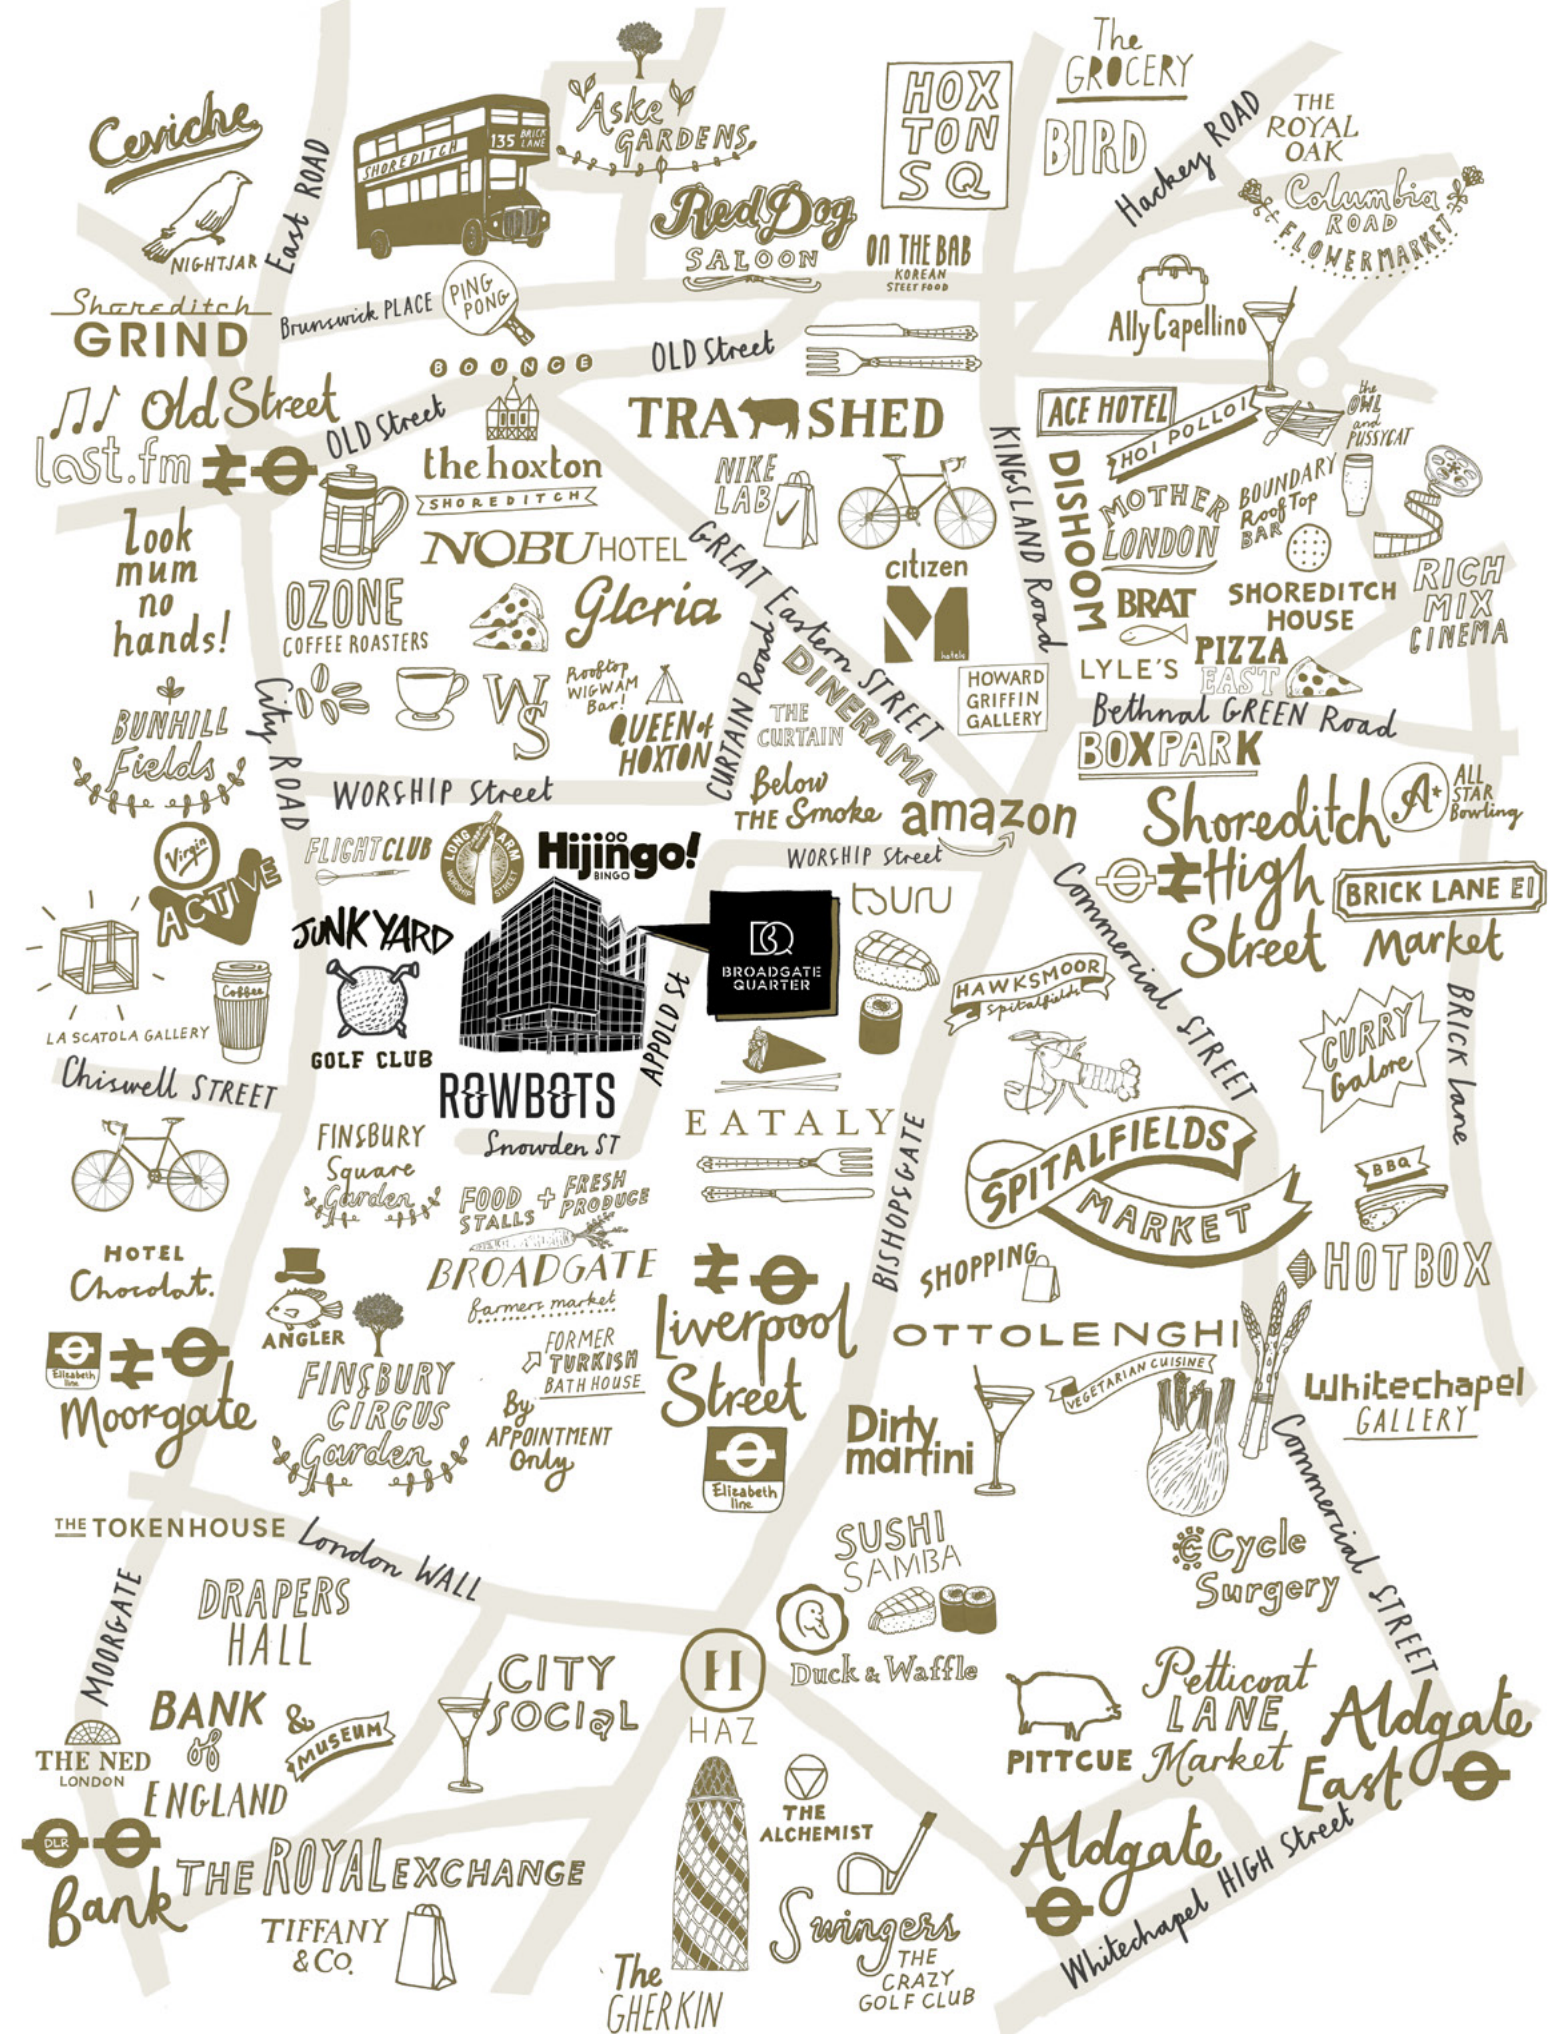 The
GROCERY
Aske
GARDENS
HOX
TON
SQ
BIRD
THE
ROYAL
OAK
Hackney ROAD
Ceviche
135 BRICK
LANE
SHOREDITCH
East ROAD
NIGHTJAR
Red Dog
SALOON
ON THE BAB
KOREAN
STEET FOOD
Columbia
ROAD
FLOWERMARKET
Shoreditch
GRIND
Brunswick PLACE
PING
PONG
BOUNCE
OLD Street
Ally Capellino
last.fm
Old Street
OLD Street
the hoxton
SHOREDITCH
TRA SHED
ACE HOTEL
HOI POLLOI
the
OWL
and
PUSSYCAT
NIKE
LAB
KINGSLAND Road
DISHOOM
MOTHER
LONDON
BOUNDARY
Roof Top
BAR
look
mum
no
hands!
NOBU HOTEL
GREAT Eastern STREET
citizen
M
hotels
OZONE
COFFEE ROASTERS
Gloria
BRAT
SHOREDITCH
HOUSE
RICH
MIX
CINEMA
LYLE'S
PIZZA
EAST
BUNHILL
Fields
City ROAD
WS
Rooftop
WIGWAM
Bar!
QUEEN of
HOXTON
CURTAIN Road
THE
CURTAIN
DINERAMA
HOWARD
GRIFFIN
GALLERY
Bethnal GREEN Road
BOXPARK
WORSHIP Street
Below
THE Smoke
amazon
Shoreditch
High
Street
A*
ALL
STAR
Bowling
Virgin
ACTIVE
FLIGHT CLUB
LONG ARM
WORSHIP STREET
Hijingo!
BINGO
WORSHIP Street
Commercial STREET
BRICK LANE E1
Market
JUNK YARD
GOLF CLUB
BROADGATE
QUARTER
tsuru
APPOLD St
HAWKSMOOR
Spitalfields
LA SCATOLA GALLERY
Coffee
CURRY
Galore
BRICK Lane
Chiswell STREET
ROWBOTS
Snowden ST
EATALY
BISHOPSGATE
FINSBURY
Square
Garden
FOOD
STALLS
+
FRESH
PRODUCE
BROADGATE
farmers market
SPITALFIELDS
MARKET
BBQ
HOTBOX
HOTEL
Chocolat.
ANGLER
Liverpool
Street
Elizabeth
line
SHOPPING
OTTOLENGHI
VEGETARIAN CUISINE
Elizabeth
line
Moorgate
FINSBURY
CIRCUS
Garden
FORMER
TURKISH
BATH HOUSE
By
APPOINTMENT
Only
Dirty
martini
Whitechapel
GALLERY
Commercial STREET
THE TOKENHOUSE
London WALL
MOORGATE
DRAPERS
HALL
SUSHI
SAMBA
Cycle
Surgery
Duck & Waffle
BANK
of
ENGLAND
&
MUSEUM
CITY
SOCIAL
H
HAZ
PITTCUE
Petticoat
LANE
Market
Aldgate
East
THE NED
LONDON
THE
ALCHEMIST
DLR
Bank
THE ROYAL EXCHANGE
Aldgate
Whitechapel HIGH Street
TIFFANY
& CO.
The
GHERKIN
Swingers
THE
CRAZY
GOLF CLUB